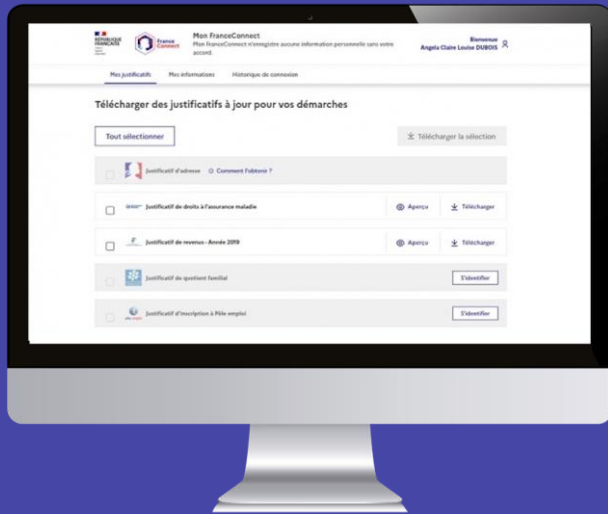 RÉPUBLIQUE
FRANÇAISE
France
Connect
Mon FranceConnect
Mon FranceConnect n'enregistre aucune information personnelle sans votre
accord.
Bienvenue
Angela Claire Louise DUBOIS
Mes justificatifs
Mes informations
Historique de connexion
Télécharger des justificatifs à jour pour vos démarches
Tout sélectionner
Télécharger la sélection
Justificatif d'adresse
Comment l'obtenir ?
Justificatif de droits à l'assurance maladie
Aperçu
Télécharger
Justificatif de revenus - Année 2019
Aperçu
Télécharger
Justificatif de quotient familial
S'identifier
Justificatif d'inscription à Pôle emploi
S'identifier